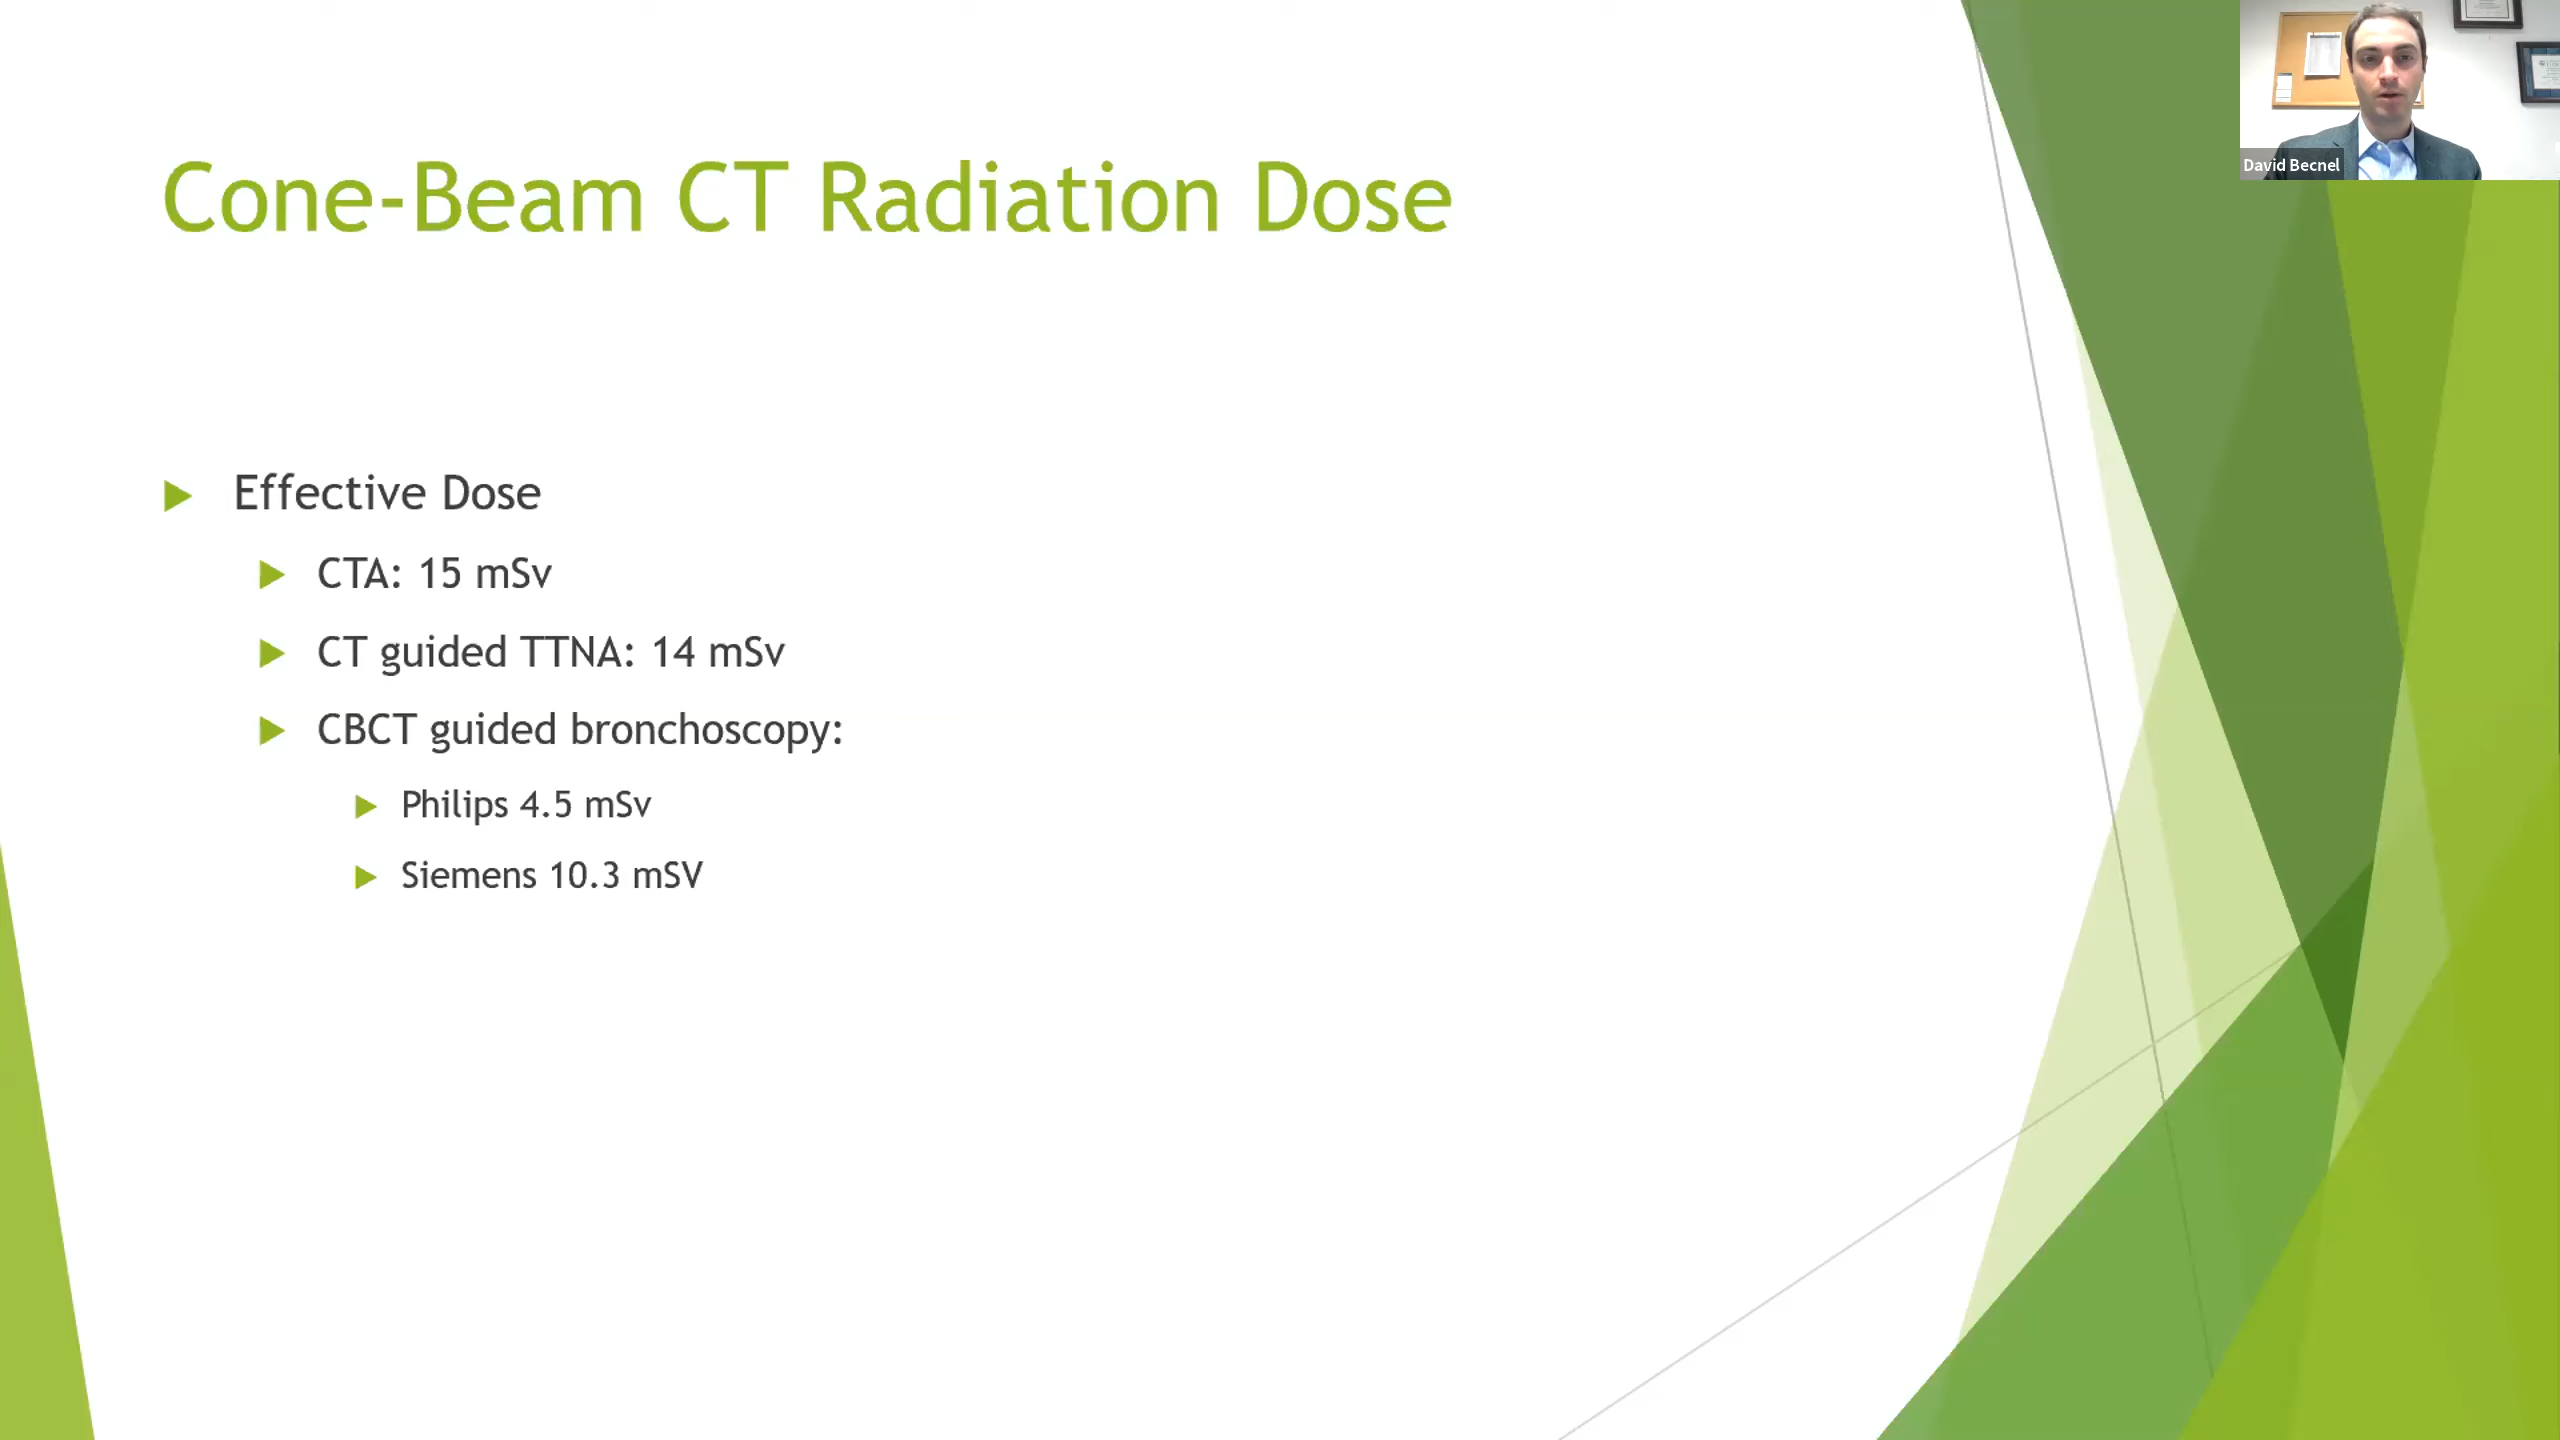 Cone-Beam CT Radiation Dose
David Becnel
Effective Dose
CTA: 15 mSv
CT guided TTNA: 14 mSv
CBCT guided bronchoscopy:
Philips 4.5 mSv
Siemens 10.3 mSV